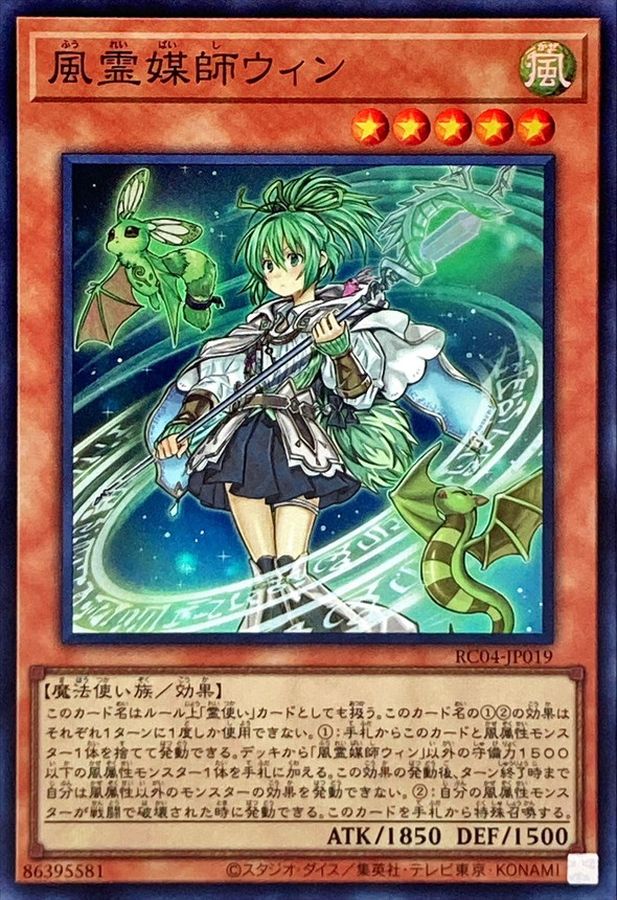 風霊媒師ウィン
風
RC04-JP019
【魔法使い族／効果】
このカード名はルール上「霊使い」カードとしても扱う。このカード名の①②の効果は
それぞれ１ターンに１度しか使用できない。①：手札からこのカードと風属性モンス
ター１体を捨てて発動できる。デッキから「風霊媒師ウィン」以外の守備力１５００
以下の風属性モンスター１体を手札に加える。この効果の発動後、ターン終了時まで
自分は風属性以外のモンスターの効果を発動できない。②：自分の風属性モンス
ターが戦闘で破壊された時に発動できる。このカードを手札から特殊召喚する。
ATK/1850 DEF/1500
86395581 ©スタジオ・ダイス／集英社・テレビ東京・KONAMI